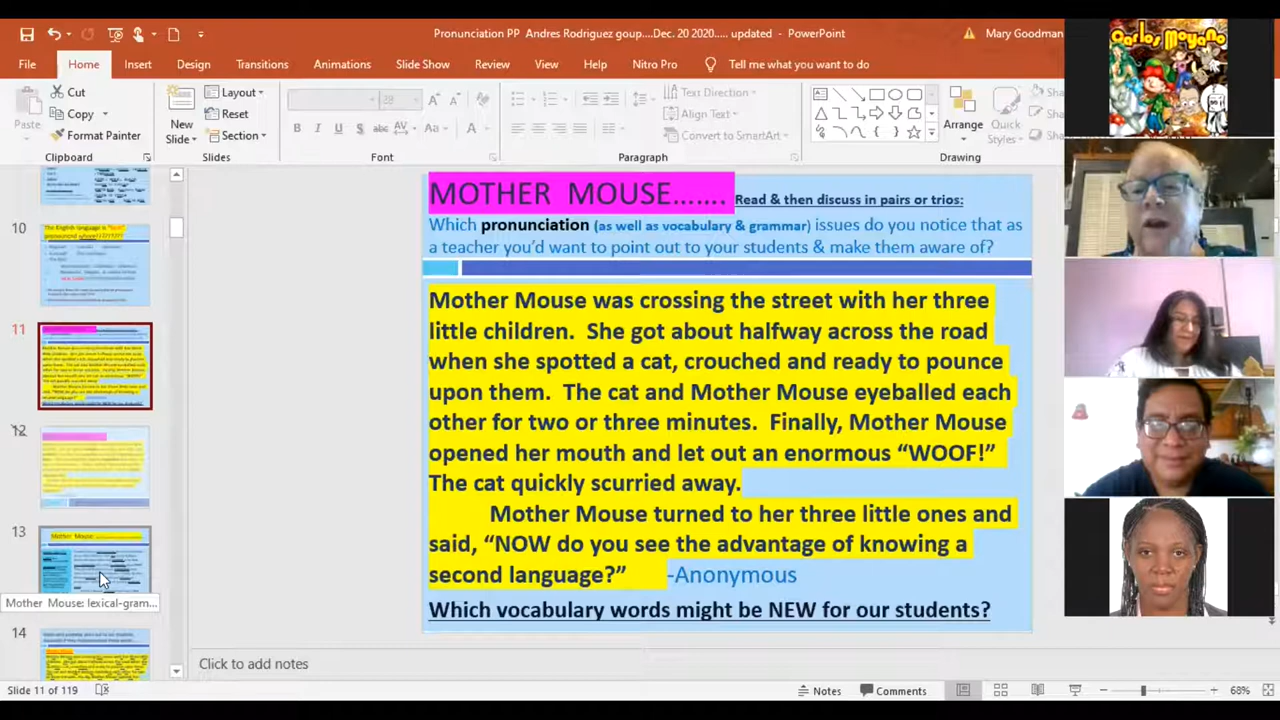 Pronunciation PP Andres Rodriguez goup....Dec. 20 2020..... updated - PowerPoint
Mary Goodman
File Home Insert Design Transitions Animations Slide Show Review View Help Nitro Pro Tell me what you want to do
Paste
Cut
Copy
Format Painter
Clipboard
New
Slide
Layout
Reset
Section
Slides
28
Font
Text Direction
Align Text
Convert to SmartArt
Paragraph
Arrange
Quick
Styles
Drawing
Carlos Moyano
10
11
12
13
14
Mother Mouse: lexical-gram...
MOTHER MOUSE....... Read & then discuss in pairs or trios:
Which pronunciation (as well as vocabulary & grammar) issues do you notice that as
a teacher you'd want to point out to your students & make them aware of?
Mother Mouse was crossing the street with her three
little children. She got about halfway across the road
when she spotted a cat, crouched and ready to pounce
upon them. The cat and Mother Mouse eyeballed each
other for two or three minutes. Finally, Mother Mouse
opened her mouth and let out an enormous “WOOF!”
The cat quickly scurried away.
Mother Mouse turned to her three little ones and
said, “NOW do you see the advantage of knowing a
second language?” -Anonymous
Which vocabulary words might be NEW for our students?
Click to add notes
Slide 11 of 119
Notes
Comments
68%